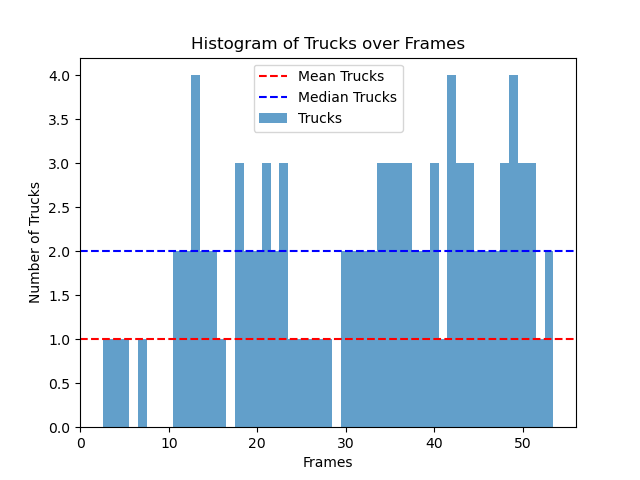 Histogram of Trucks over Frames
Mean Trucks
Median Trucks
Trucks
Number of Trucks
4.0
3.5
3.0
2.5
2.0
1.5
1.0
0.5
0.0
0 10 20 30 40 50
Frames